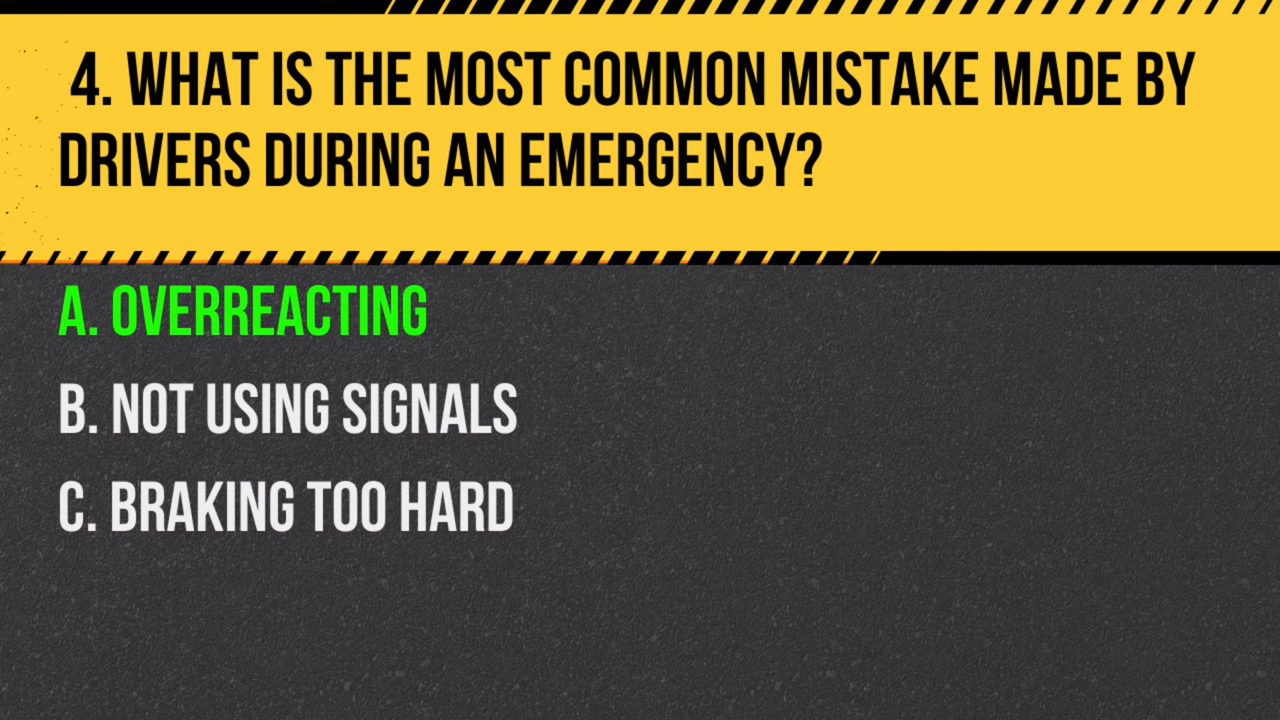 4. WHAT IS THE MOST COMMON MISTAKE MADE BY
DRIVERS DURING AN EMERGENCY?
A. OVERREACTING
B. NOT USING SIGNALS
C. BRAKING TOO HARD